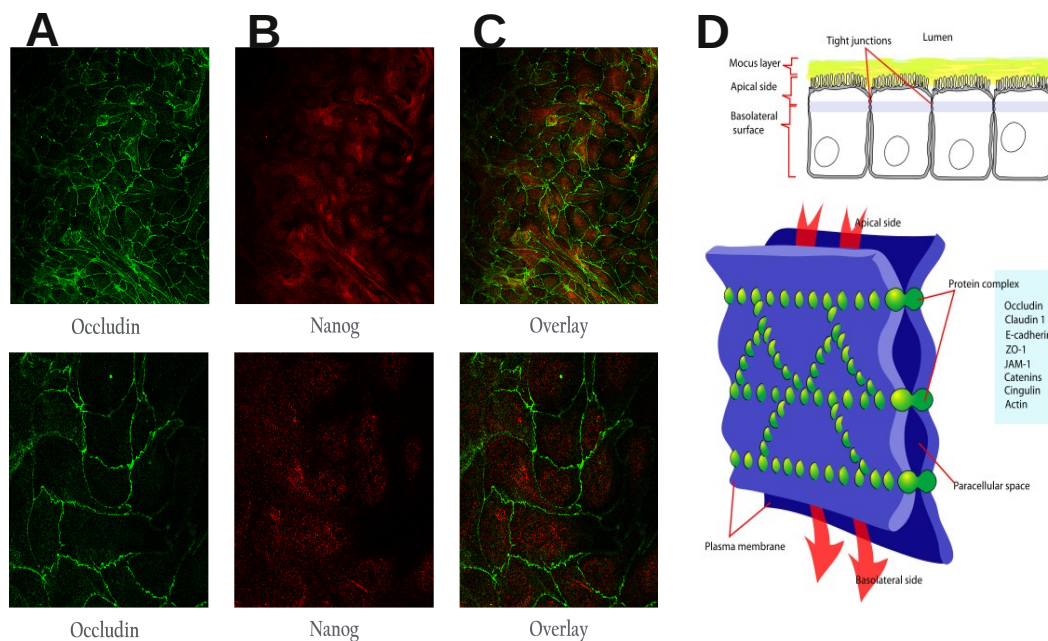 A
B
C
D
Occludin
Nanog
Overlay
Occludin
Nanog
Overlay
Tight junctions
Lumen
Mocus layer
Apical side
Basolateral
surface
Apical side
Protein complex
Occludin
Claudin 1
E-cadherin
ZO-1
JAM-1
Catenins
Cingulin
Actin
Paracellular space
Plasma membrane
Basolateral side